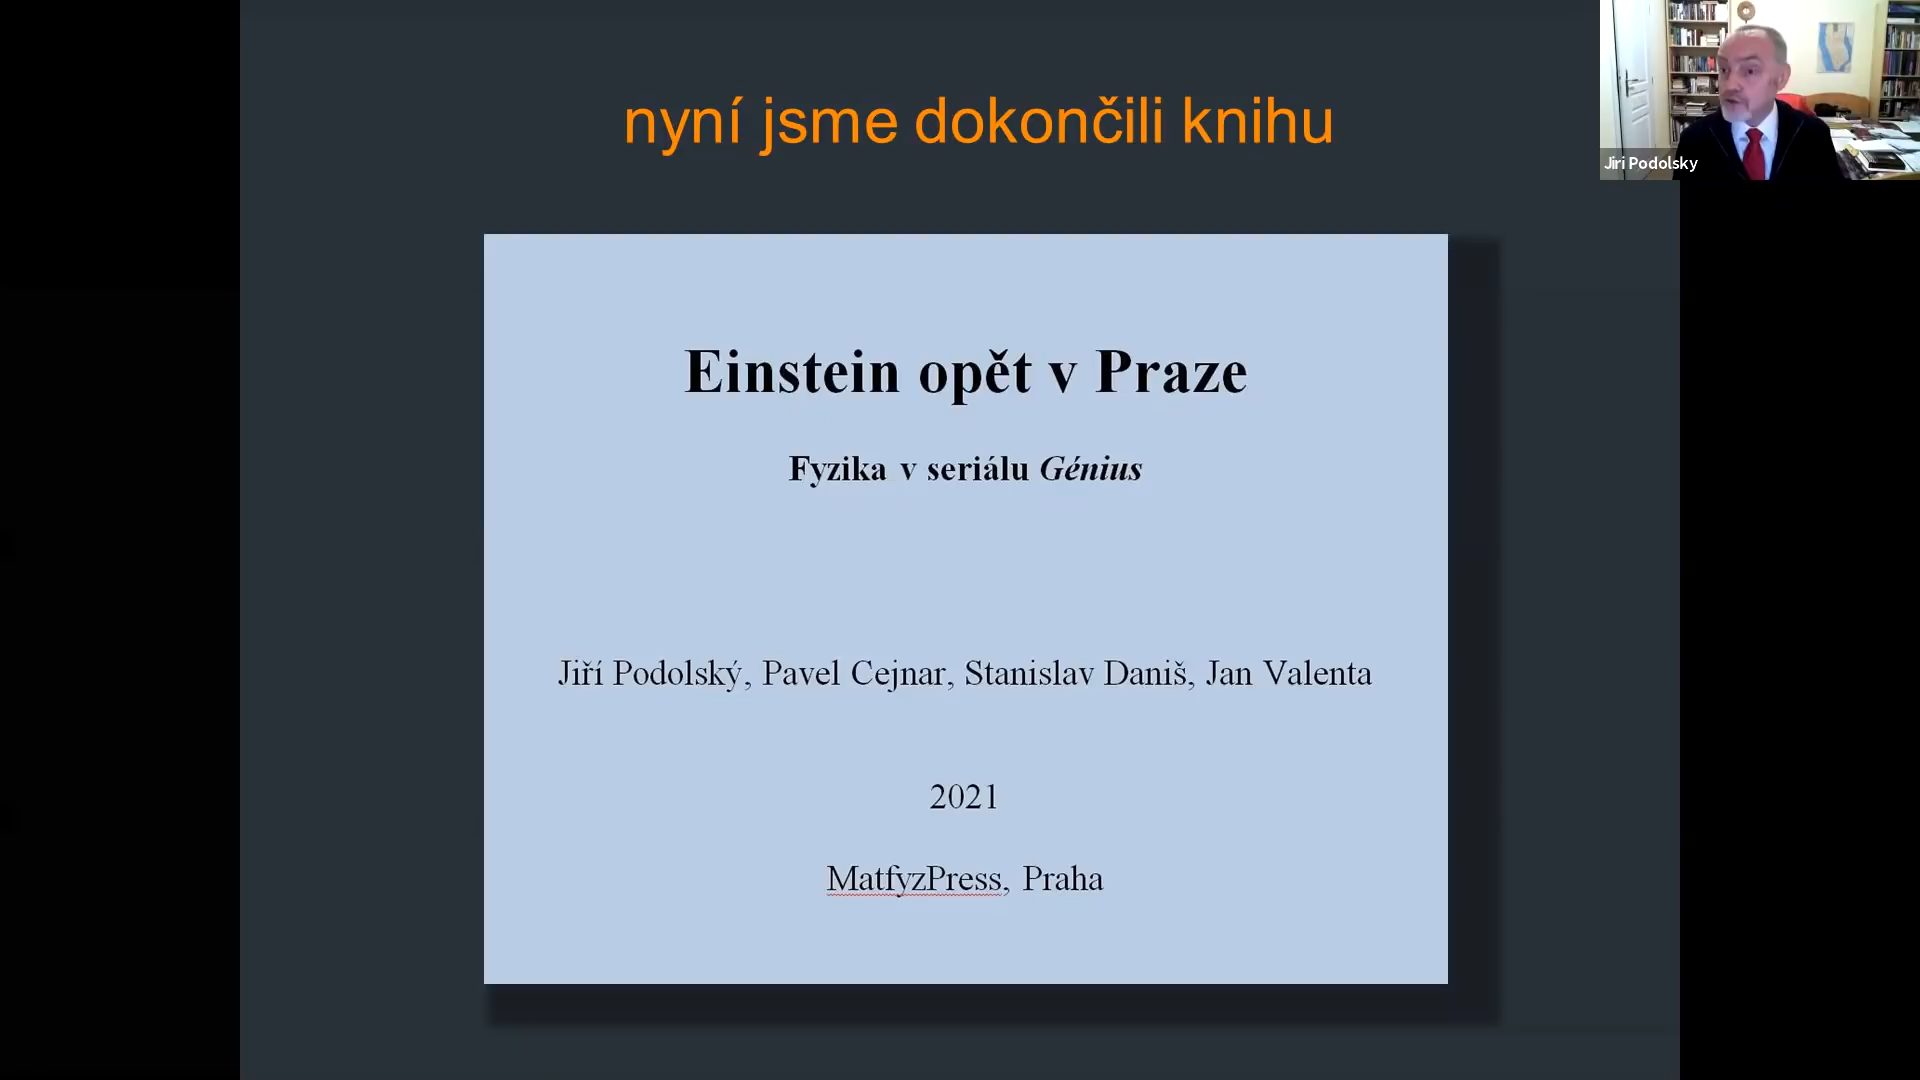 nyní jsme dokončili knihu
Jiri Podolsky
Einstein opět v Praze
Fyzika v seriálu Génius
Jiří Podolský, Pavel Cejnar, Stanislav Daniš, Jan Valenta
2021
MatfyzPress, Praha